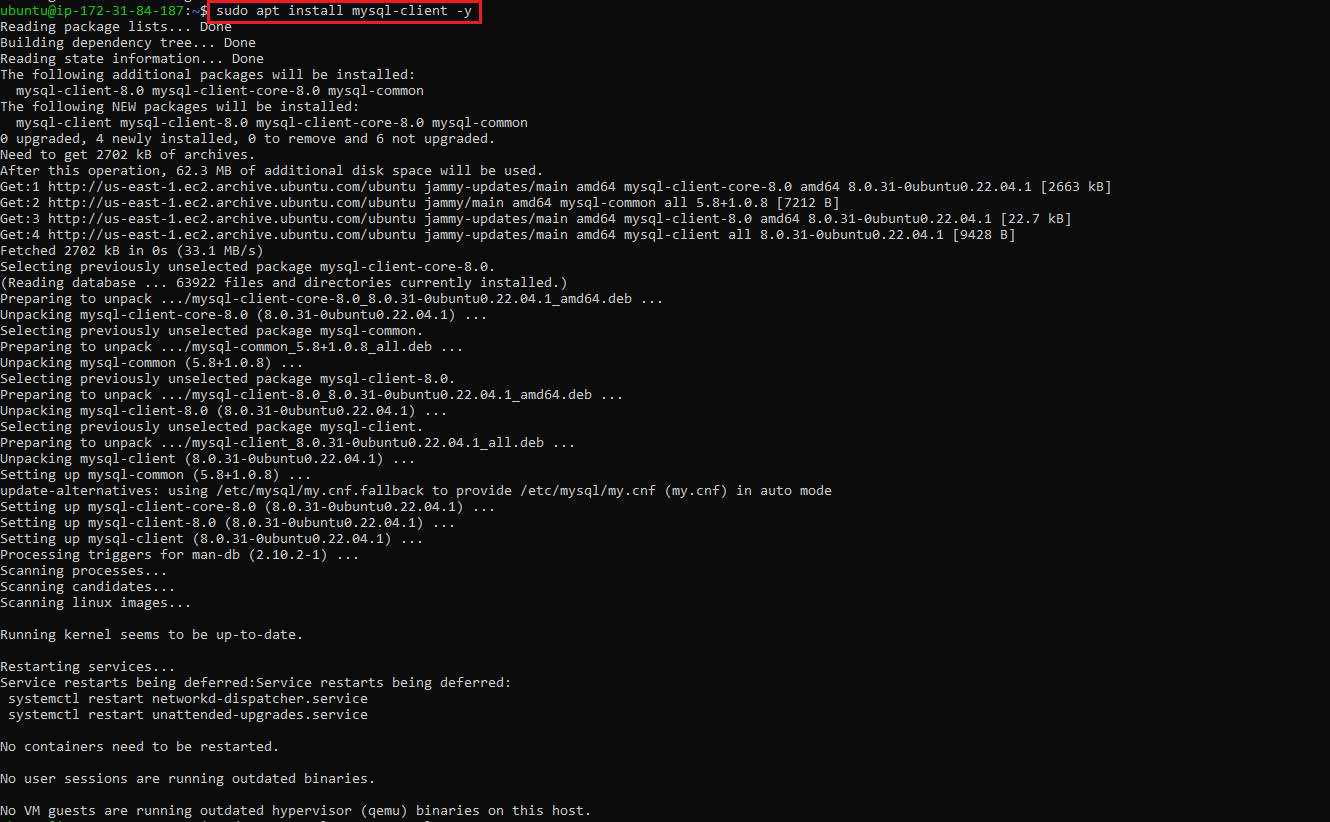 ubuntu@ip-172-31-84-187:~$ sudo apt install mysql-client -y
Reading package lists... Done
Building dependency tree... Done
Reading state information... Done
The following additional packages will be installed:
  mysql-client-8.0 mysql-client-core-8.0 mysql-common
The following NEW packages will be installed:
  mysql-client mysql-client-8.0 mysql-client-core-8.0 mysql-common
0 upgraded, 4 newly installed, 0 to remove and 6 not upgraded.
Need to get 2702 kB of archives.
After this operation, 62.3 MB of additional disk space will be used.
Get:1 http://us-east-1.ec2.archive.ubuntu.com/ubuntu jammy-updates/main amd64 mysql-client-core-8.0 amd64 8.0.31-0ubuntu0.22.04.1 [2663 kB]
Get:2 http://us-east-1.ec2.archive.ubuntu.com/ubuntu jammy/main amd64 mysql-common all 5.8+1.0.8 [7212 B]
Get:3 http://us-east-1.ec2.archive.ubuntu.com/ubuntu jammy-updates/main amd64 mysql-client-8.0 amd64 8.0.31-0ubuntu0.22.04.1 [22.7 kB]
Get:4 http://us-east-1.ec2.archive.ubuntu.com/ubuntu jammy-updates/main amd64 mysql-client all 8.0.31-0ubuntu0.22.04.1 [9428 B]
Fetched 2702 kB in 0s (33.1 MB/s)
Selecting previously unselected package mysql-client-core-8.0.
(Reading database ... 63922 files and directories currently installed.)
Preparing to unpack .../mysql-client-core-8.0_8.0.31-0ubuntu0.22.04.1_amd64.deb ...
Unpacking mysql-client-core-8.0 (8.0.31-0ubuntu0.22.04.1) ...
Selecting previously unselected package mysql-common.
Preparing to unpack .../mysql-common_5.8+1.0.8_all.deb ...
Unpacking mysql-common (5.8+1.0.8) ...
Selecting previously unselected package mysql-client-8.0.
Preparing to unpack .../mysql-client-8.0_8.0.31-0ubuntu0.22.04.1_amd64.deb ...
Unpacking mysql-client-8.0 (8.0.31-0ubuntu0.22.04.1) ...
Selecting previously unselected package mysql-client.
Preparing to unpack .../mysql-client_8.0.31-0ubuntu0.22.04.1_all.deb ...
Unpacking mysql-client (8.0.31-0ubuntu0.22.04.1) ...
Setting up mysql-common (5.8+1.0.8) ...
update-alternatives: using /etc/mysql/my.cnf.fallback to provide /etc/mysql/my.cnf (my.cnf) in auto mode
Setting up mysql-client-core-8.0 (8.0.31-0ubuntu0.22.04.1) ...
Setting up mysql-client-8.0 (8.0.31-0ubuntu0.22.04.1) ...
Setting up mysql-client (8.0.31-0ubuntu0.22.04.1) ...
Processing triggers for man-db (2.10.2-1) ...
Scanning processes...
Scanning candidates...
Scanning linux images...

Running kernel seems to be up-to-date.

Restarting services...
Service restarts being deferred:Service restarts being deferred:
 systemctl restart networkd-dispatcher.service
 systemctl restart unattended-upgrades.service

No containers need to be restarted.

No user sessions are running outdated binaries.

No VM guests are running outdated hypervisor (qemu) binaries on this host.